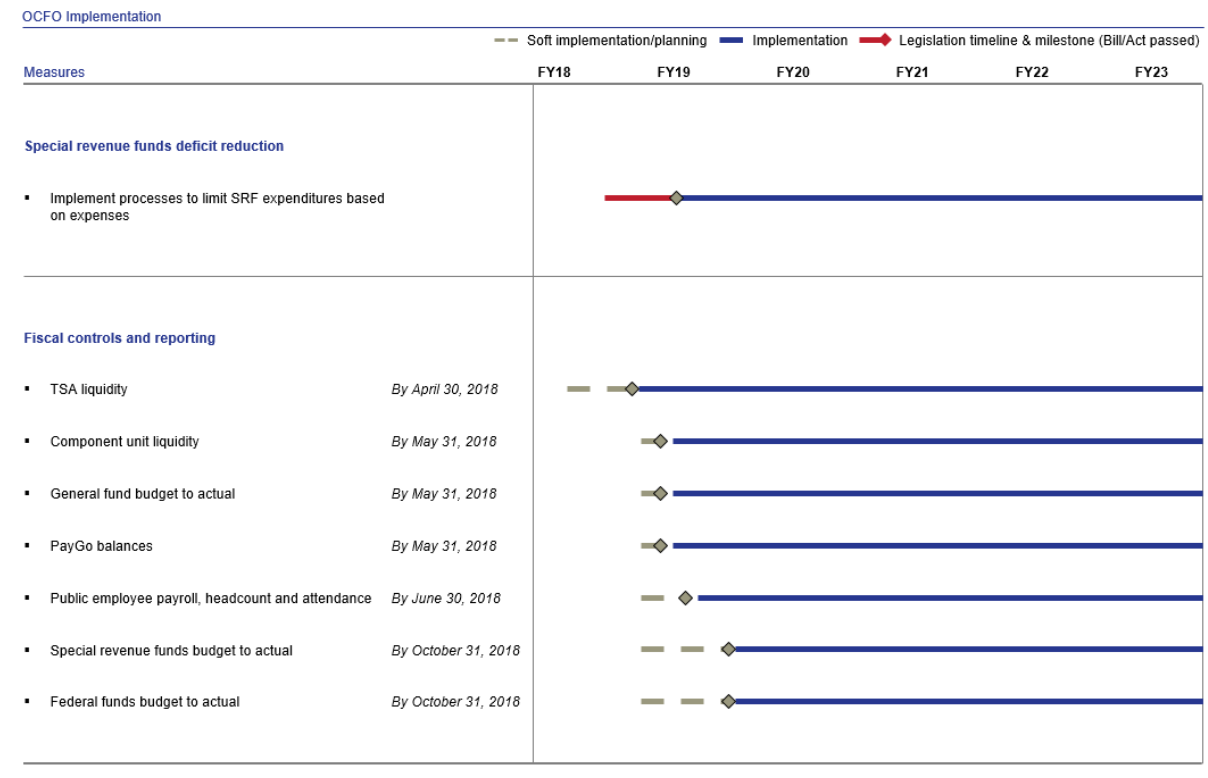 OCFO Implementation
Soft implementation/planning Implementation Legislation timeline & milestone (Bill/Act passed)
Measures FY18 FY19 FY20 FY21 FY22 FY23
Special revenue funds deficit reduction
▪ Implement processes to limit SRF expenditures based
on expenses
Fiscal controls and reporting
▪ TSA liquidity By April 30, 2018
▪ Component unit liquidity By May 31, 2018
▪ General fund budget to actual By May 31, 2018
▪ PayGo balances By May 31, 2018
▪ Public employee payroll, headcount and attendance By June 30, 2018
▪ Special revenue funds budget to actual By October 31, 2018
▪ Federal funds budget to actual By October 31, 2018